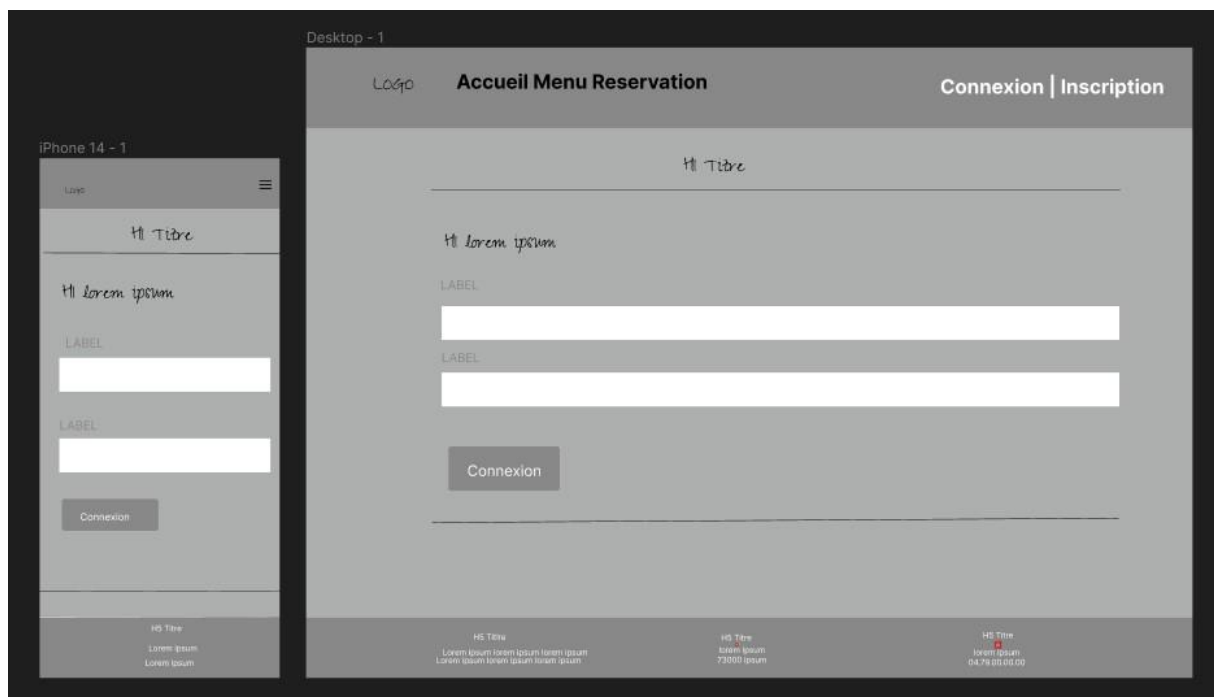 Desktop - 1
LOGO
Accueil Menu Reservation
Connexion | Inscription
H1 Titre
H1 lorem ipsum
LABEL
LABEL
Connexion
H5 Titre
Lorem ipsum lorem ipsum lorem ipsum
Lorem ipsum lorem ipsum lorem ipsum
H5 Titre
lorem ipsum
73000 ipsum
H5 Titre
lorem ipsum
04.79.00.00.00
iPhone 14 - 1
LOGO
H1 Titre
H1 lorem ipsum
LABEL
LABEL
Connexion
H5 Titre
Lorem ipsum
Lorem ipsum